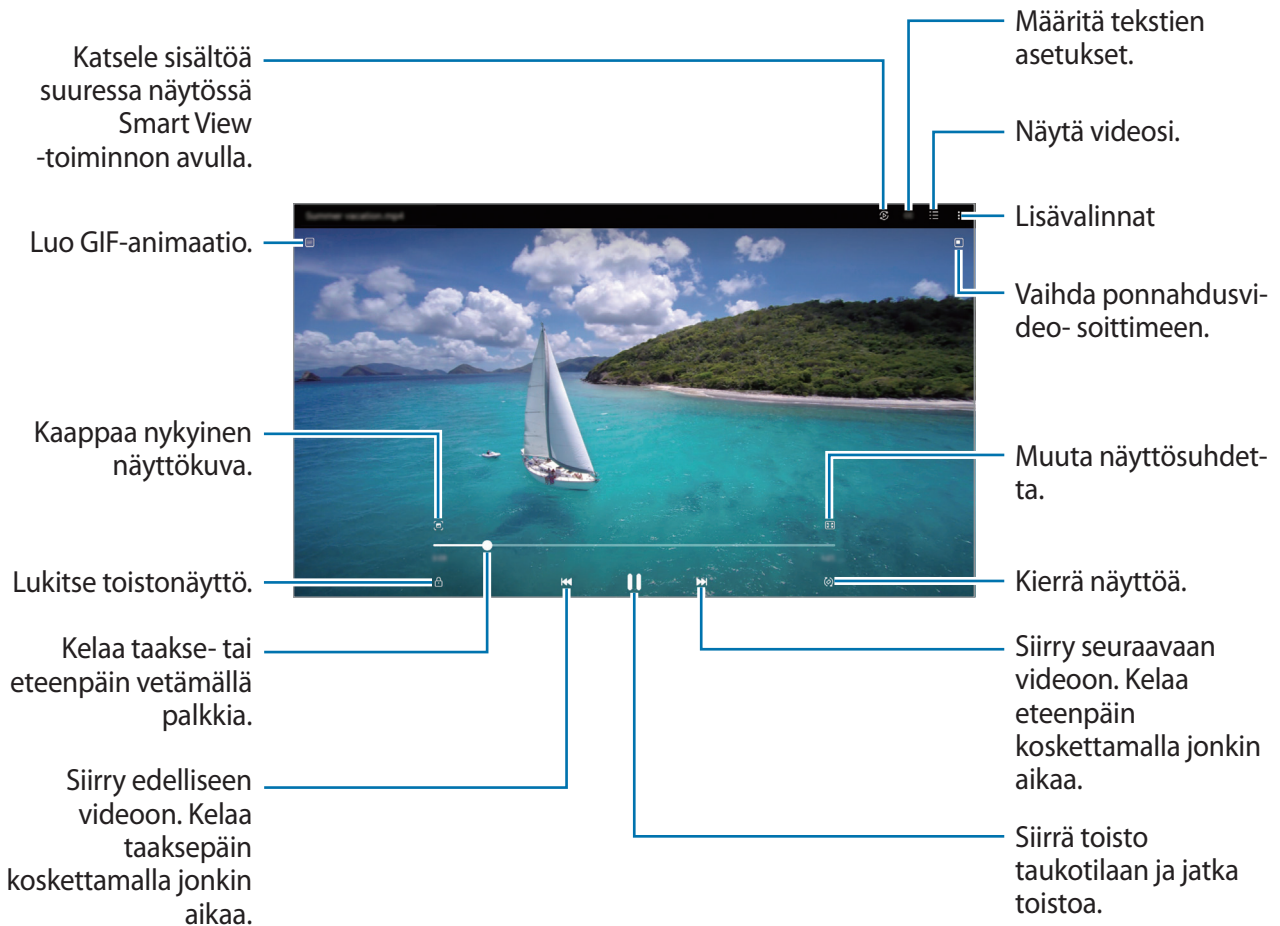 Katsele sisältöä
suuressa näytössä
Smart View
-toiminnon avulla.
Luo GIF-animaatio.
Kaappaa nykyinen
näyttökuva.
Lukitse toistonäyttö.
Kelaa taakse- tai
eteenpäin vetämällä
palkkia.
Siirry edelliseen
videoon. Kelaa
taaksepäin
koskettamalla jonkin
aikaa.
Summer vacation.mp4
Määritä tekstien
asetukset.
Näytä videosi.
Lisävalinnat
Vaihda ponnahdusvi-
deo- soittimeen.
Muuta näyttösuhdet-
ta.
Kierrä näyttöä.
Siirry seuraavaan
videoon. Kelaa
eteenpäin
koskettamalla jonkin
aikaa.
Siirrä toisto
taukotilaan ja jatka
toistoa.